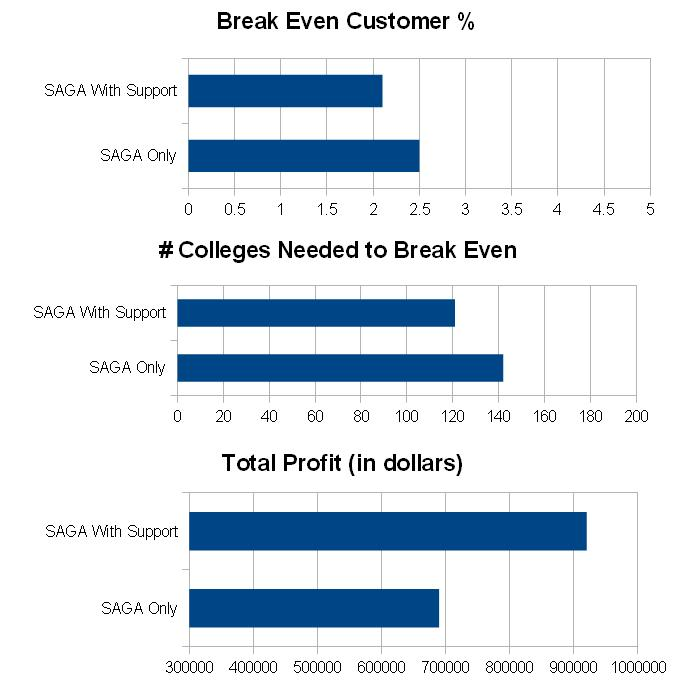 Break Even Customer %
SAGA With Support
SAGA Only
0 0.5 1 1.5 2 2.5 3 3.5 4 4.5 5
# Colleges Needed to Break Even
SAGA With Support
SAGA Only
0 20 40 60 80 100 120 140 160 180 200
Total Profit (in dollars)
SAGA With Support
SAGA Only
300000 400000 500000 600000 700000 800000 900000 1000000